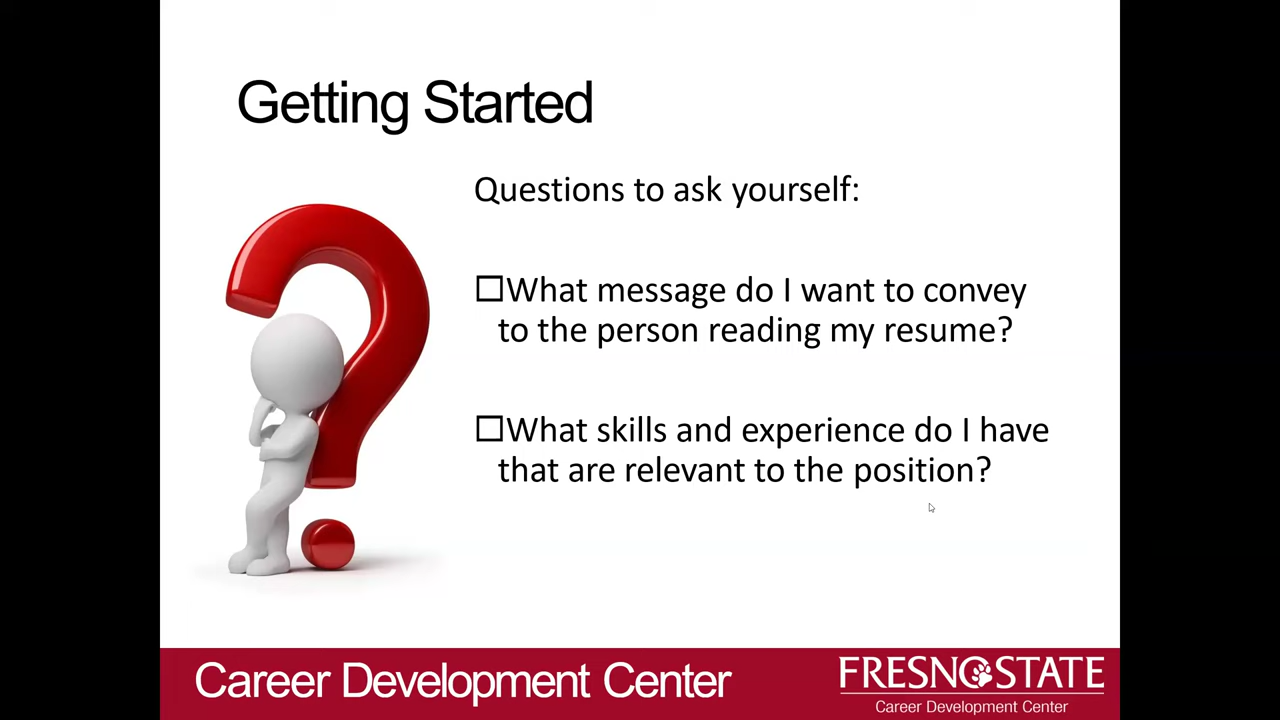 Getting Started
Questions to ask yourself:
☐What message do I want to convey
to the person reading my resume?
☐What skills and experience do I have
that are relevant to the position?
Career Development Center
FRESNO STATE
Career Development Center